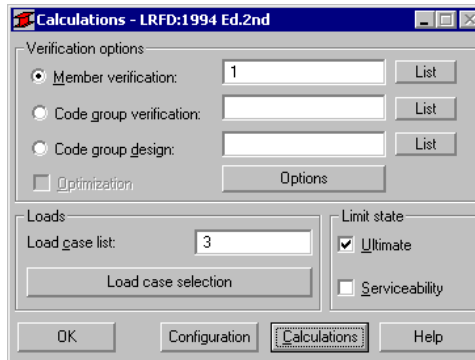 Calculations - LRFD:1994 Ed.2nd
Verification options
Member verification: 1 List
Code group verification: List
Code group design: List
Optimization Options
Loads
Load case list: 3
Load case selection
Limit state
Ultimate
Serviceability
OK Configuration Calculations Help